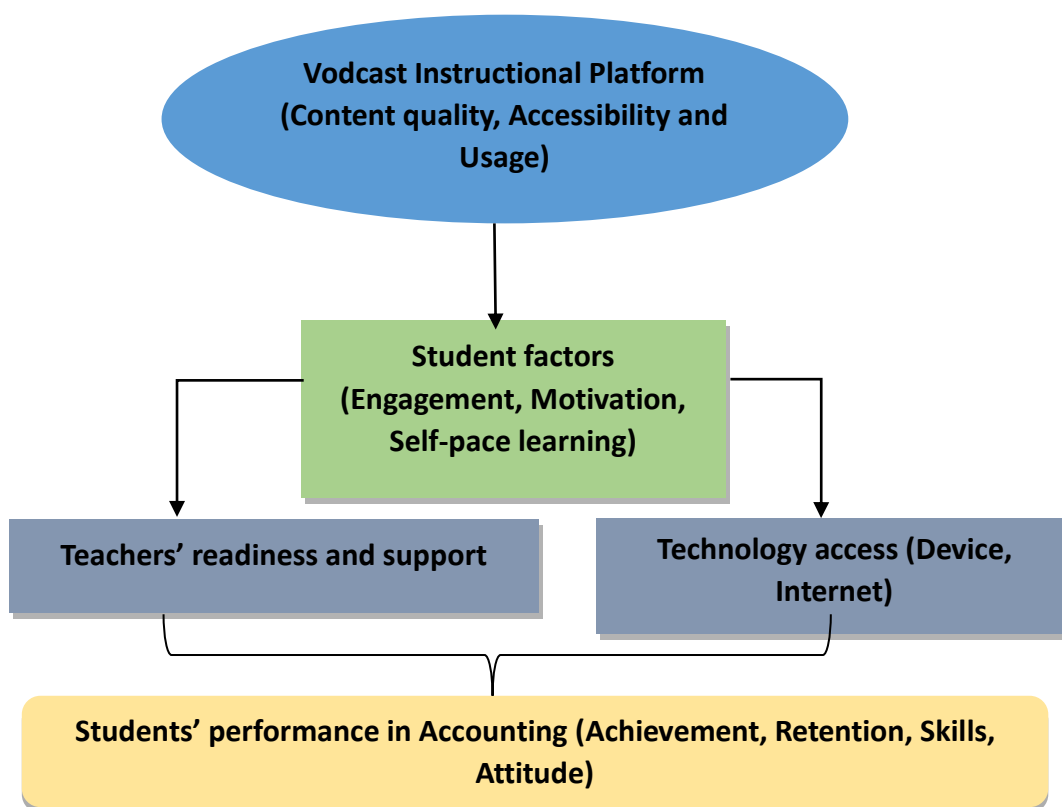 Vodcast Instructional Platform
(Content quality, Accessibility and
Usage)
Student factors
(Engagement, Motivation,
Self-pace learning)
Teachers’ readiness and support
Technology access (Device,
Internet)
Students’ performance in Accounting (Achievement, Retention, Skills,
Attitude)